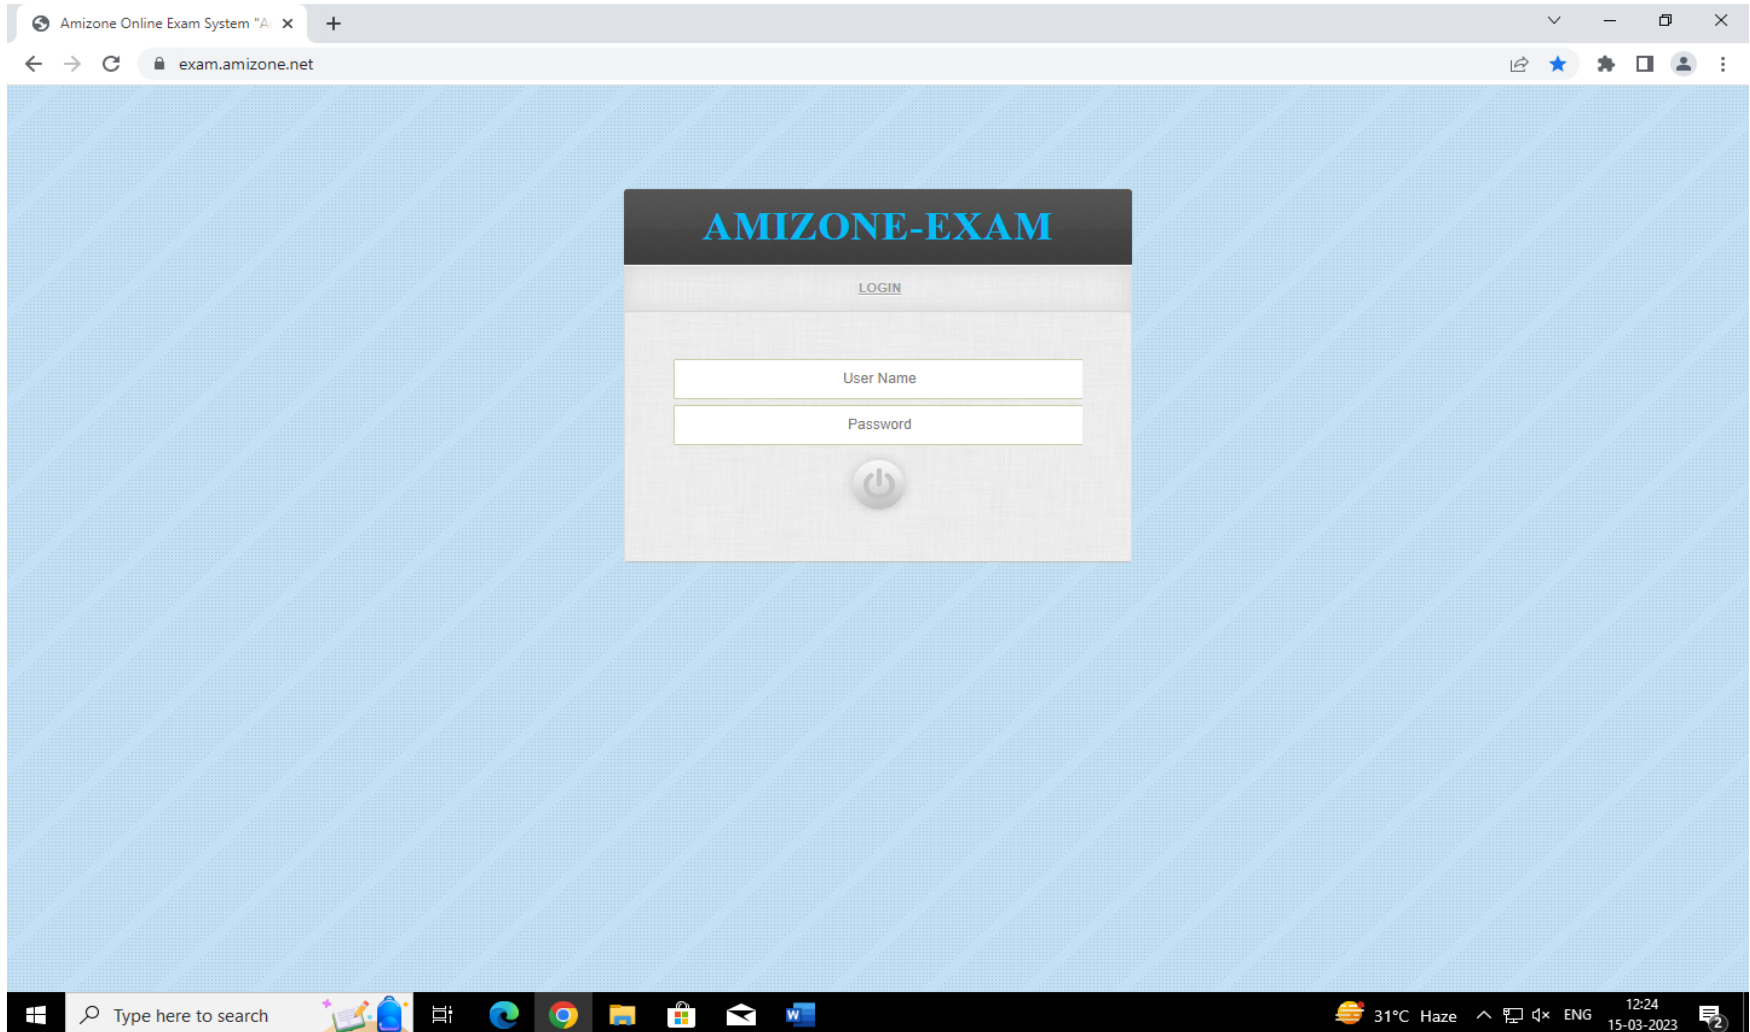 Amizone Online Exam System "A
exam.amizone.net
AMIZONE-EXAM
LOGIN
User Name
Password
Type here to search
31°C Haze
ENG
12:24
15-03-2023
2